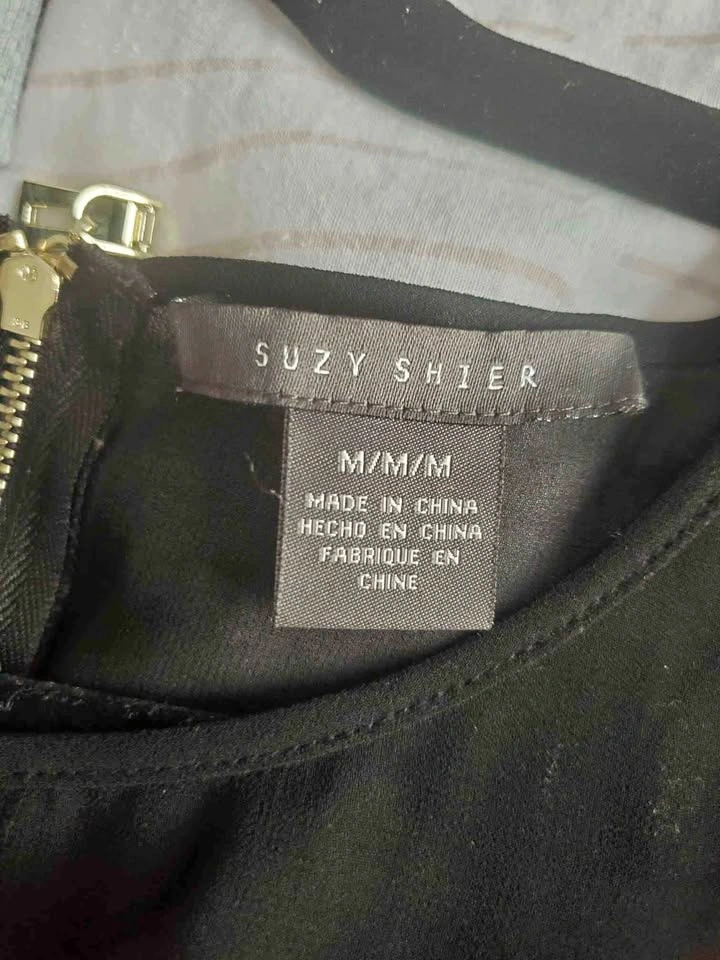 SUZY SHIER
M/M/M
MADE IN CHINA
HECHO EN CHINA
FABRIQUE EN
CHINE